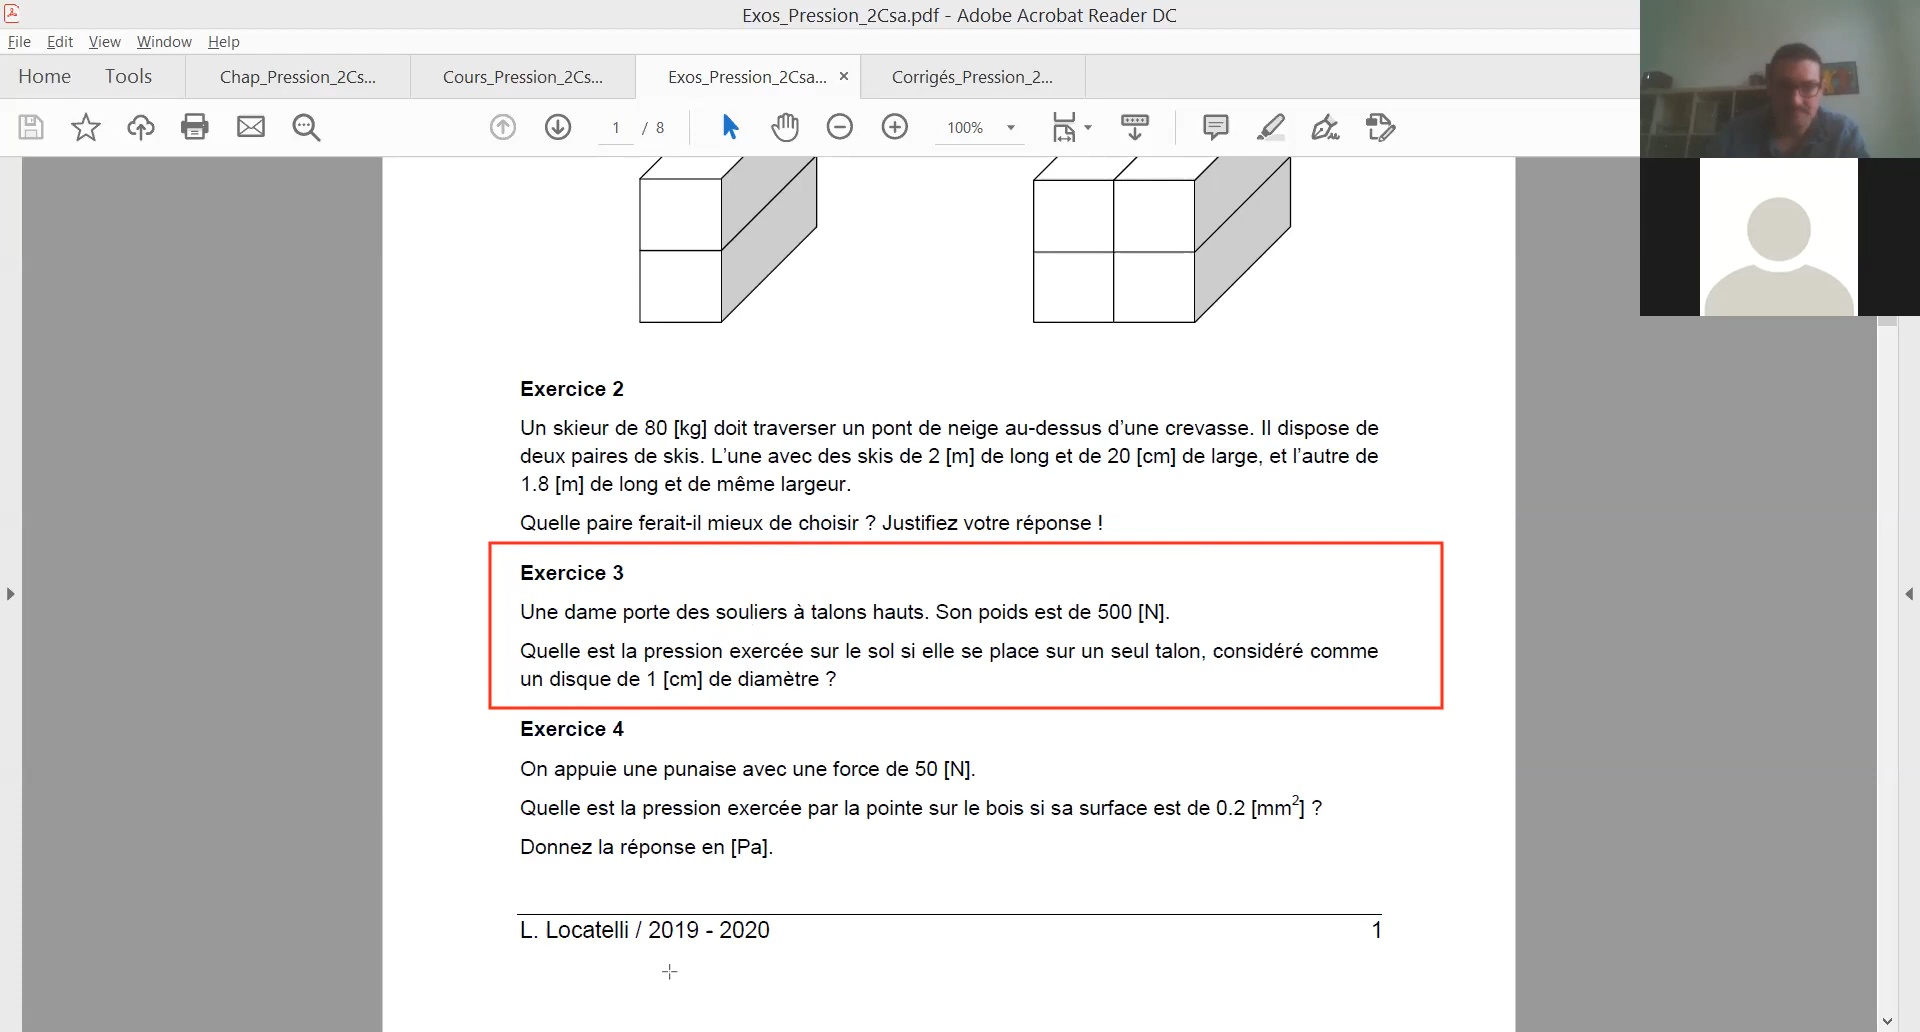 Exos_Pression_2Csa.pdf - Adobe Acrobat Reader DC
File Edit View Window Help
Home Tools Chap_Pression_2Cs... Cours_Pression_2Cs... Exos_Pression_2Csa... × Corrigés_Pression_2...
1 / 8 100%
Exercice 2
Un skieur de 80 [kg] doit traverser un pont de neige au-dessus d’une crevasse. Il dispose de
deux paires de skis. L’une avec des skis de 2 [m] de long et de 20 [cm] de large, et l’autre de
1.8 [m] de long et de même largeur.
Quelle paire ferait-il mieux de choisir ? Justifiez votre réponse !
Exercice 3
Une dame porte des souliers à talons hauts. Son poids est de 500 [N].
Quelle est la pression exercée sur le sol si elle se place sur un seul talon, considéré comme
un disque de 1 [cm] de diamètre ?
Exercice 4
On appuie une punaise avec une force de 50 [N].
Quelle est la pression exercée par la pointe sur le bois si sa surface est de 0.2 [mm²] ?
Donnez la réponse en [Pa].
L. Locatelli / 2019 - 2020 1